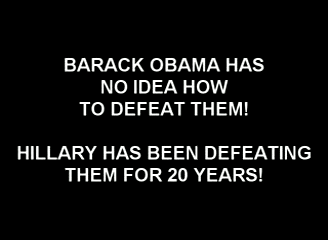 BARACK OBAMA HAS
NO IDEA HOW
TO DEFEAT THEM!
HILLARY HAS BEEN DEFEATING
THEM FOR 20 YEARS!